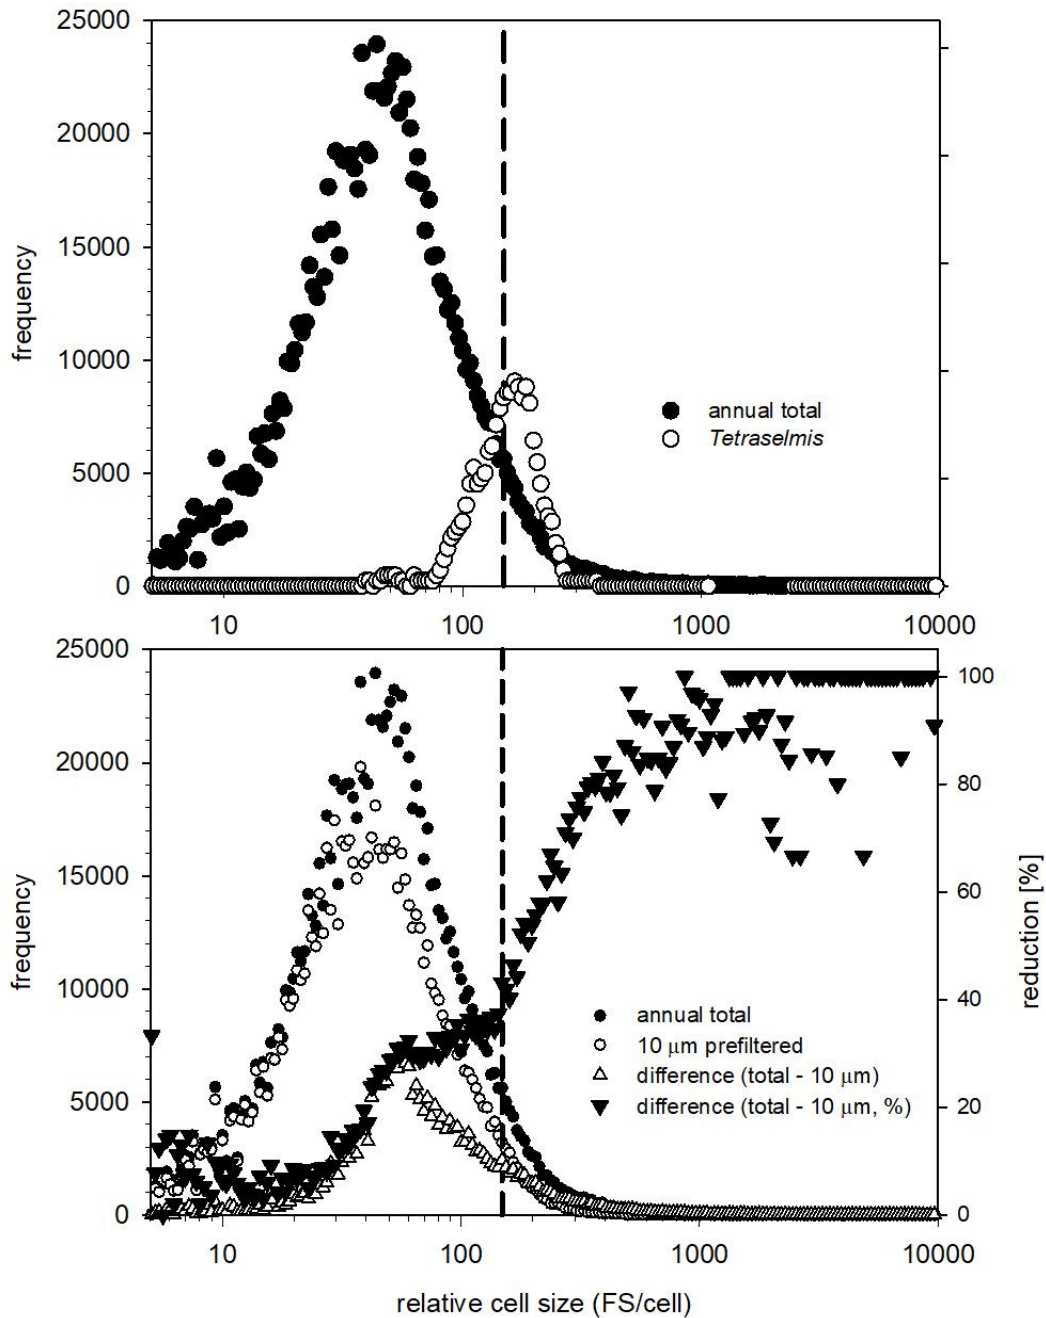 25000
20000
15000
10000
5000
0
frequency
annual total
Tetraselmis
10 100 1000 10000
25000
20000
15000
10000
5000
0
frequency
100
80
60
40
20
0
reduction [%]
annual total
10 μm prefiltered
difference (total - 10 μm)
difference (total - 10 μm, %)
10 100 1000 10000
relative cell size (FS/cell)